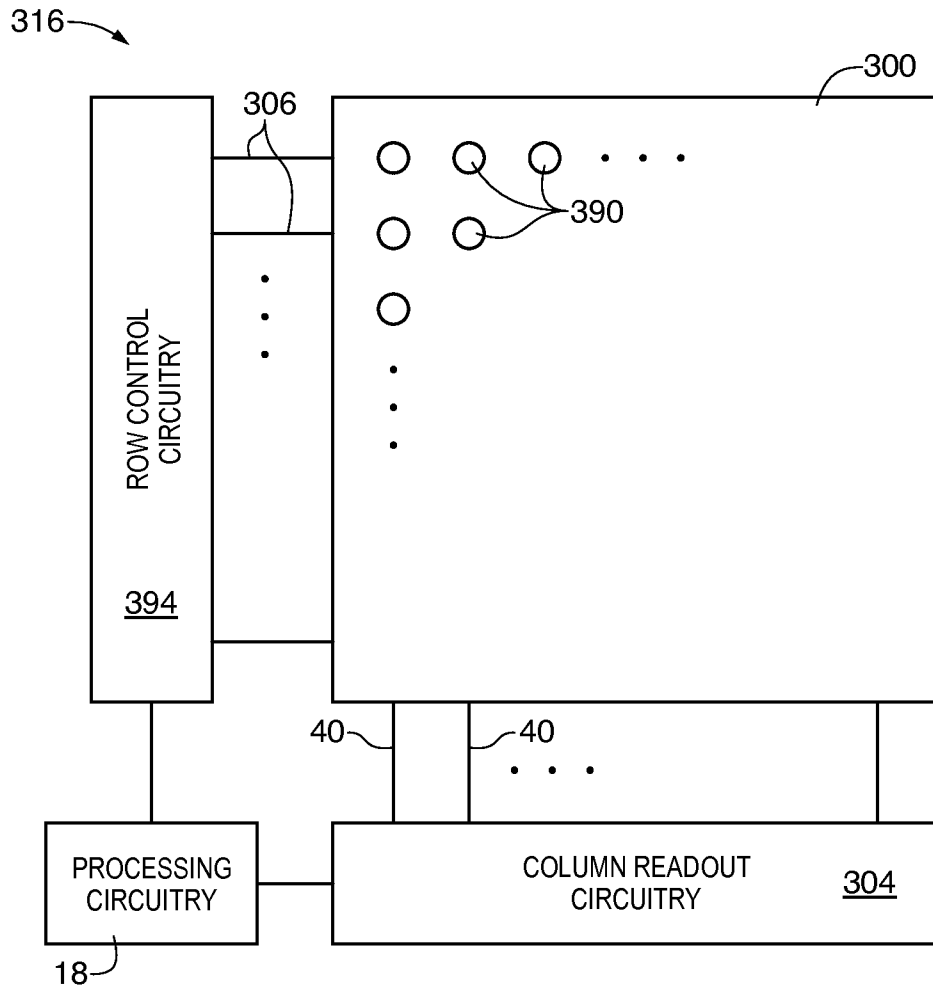 316
300
306
390
ROW CONTROL
CIRCUITRY
394
40
40
PROCESSING
CIRCUITRY
COLUMN READOUT
CIRCUITRY
304
18